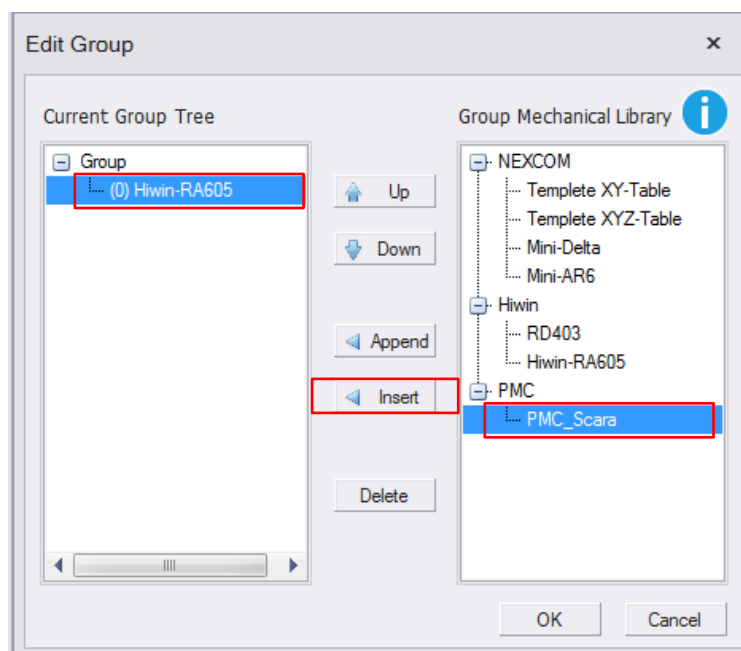 Edit Group
×
Current Group Tree
Group
(0) Hiwin-RA605
Up
Down
Append
Insert
Delete
Group Mechanical Library
i
NEXCOM
Templete XY-Table
Templete XYZ-Table
Mini-Delta
Mini-AR6
Hiwin
RD403
Hiwin-RA605
PMC
PMC_Scara
OK
Cancel